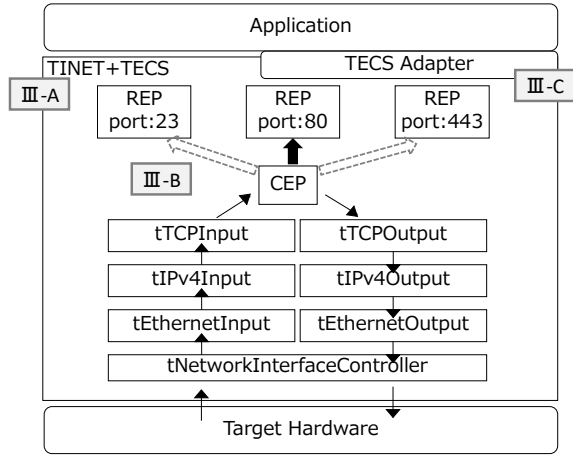 Application
TINET+TECS
TECS Adapter
Ⅲ-A
Ⅲ-C
REP
port:23
REP
port:80
REP
port:443
Ⅲ-B
CEP
tTCPInput
tTCPOutput
tIPv4Input
tIPv4Output
tEthernetInput
tEthernetOutput
tNetworkInterfaceController
Target Hardware